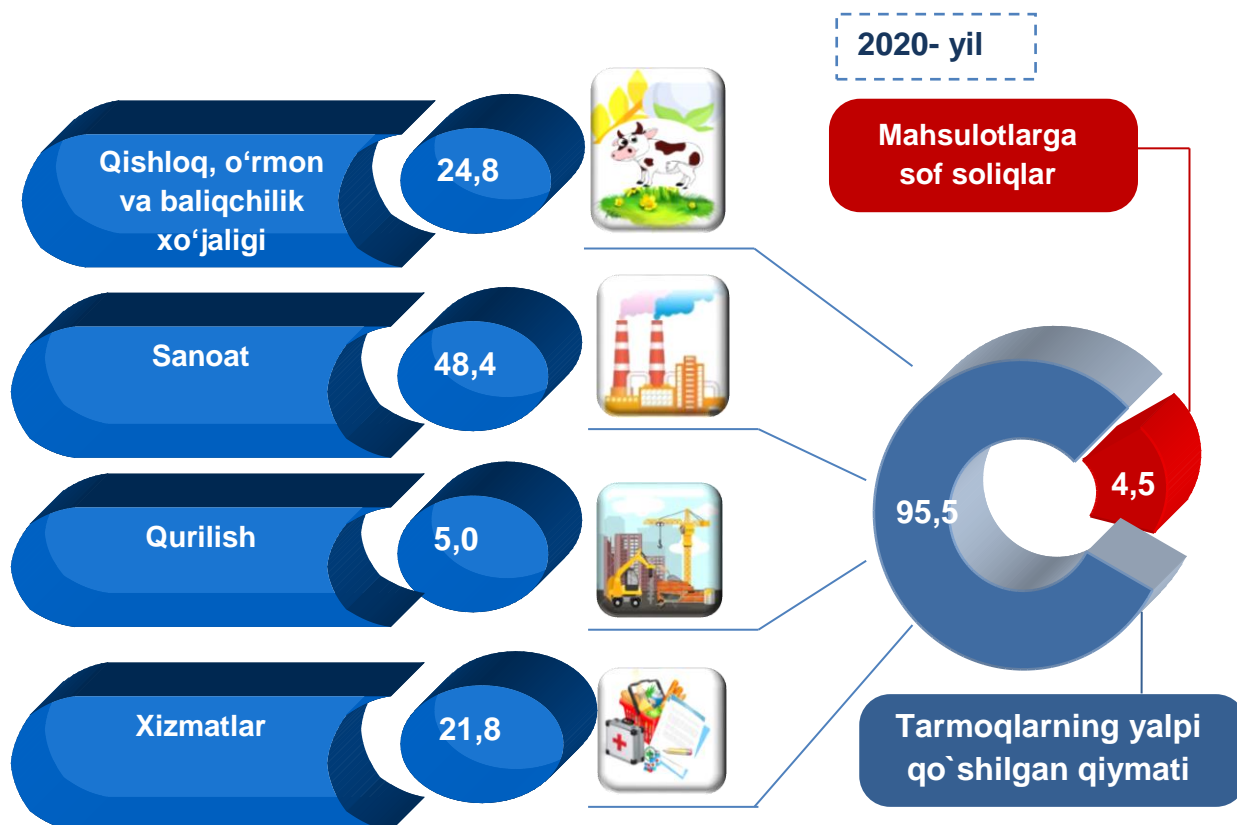 2020- yil
Mahsulotlarga
sof soliqlar
Qishloq, o‘rmon
va baliqchilik
xo‘jaligi
24,8
Sanoat
48,4
Qurilish
5,0
Xizmatlar
21,8
95,5
4,5
Tarmoqlarning yalpi
qo`shilgan qiymati